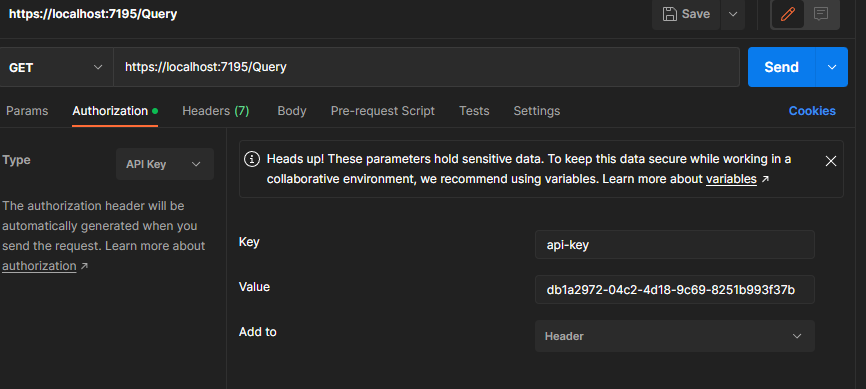 https://localhost:7195/Query
Save
GET
https://localhost:7195/Query
Send
Params
Authorization
Headers (7)
Body
Pre-request Script
Tests
Settings
Cookies
Type
API Key
The authorization header will be
automatically generated when you
send the request. Learn more about
authorization ↗
Heads up! These parameters hold sensitive data. To keep this data secure while working in a
collaborative environment, we recommend using variables. Learn more about variables ↗
Key
api-key
Value
db1a2972-04c2-4d18-9c69-8251b993f37b
Add to
Header